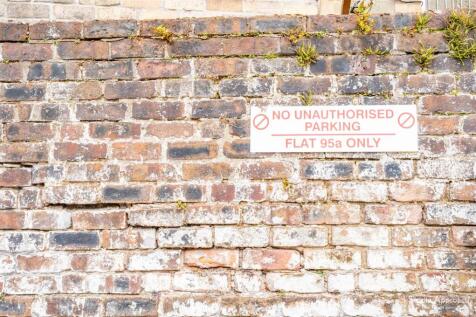 NO UNAUTHORISED
PARKING
FLAT 95a ONLY